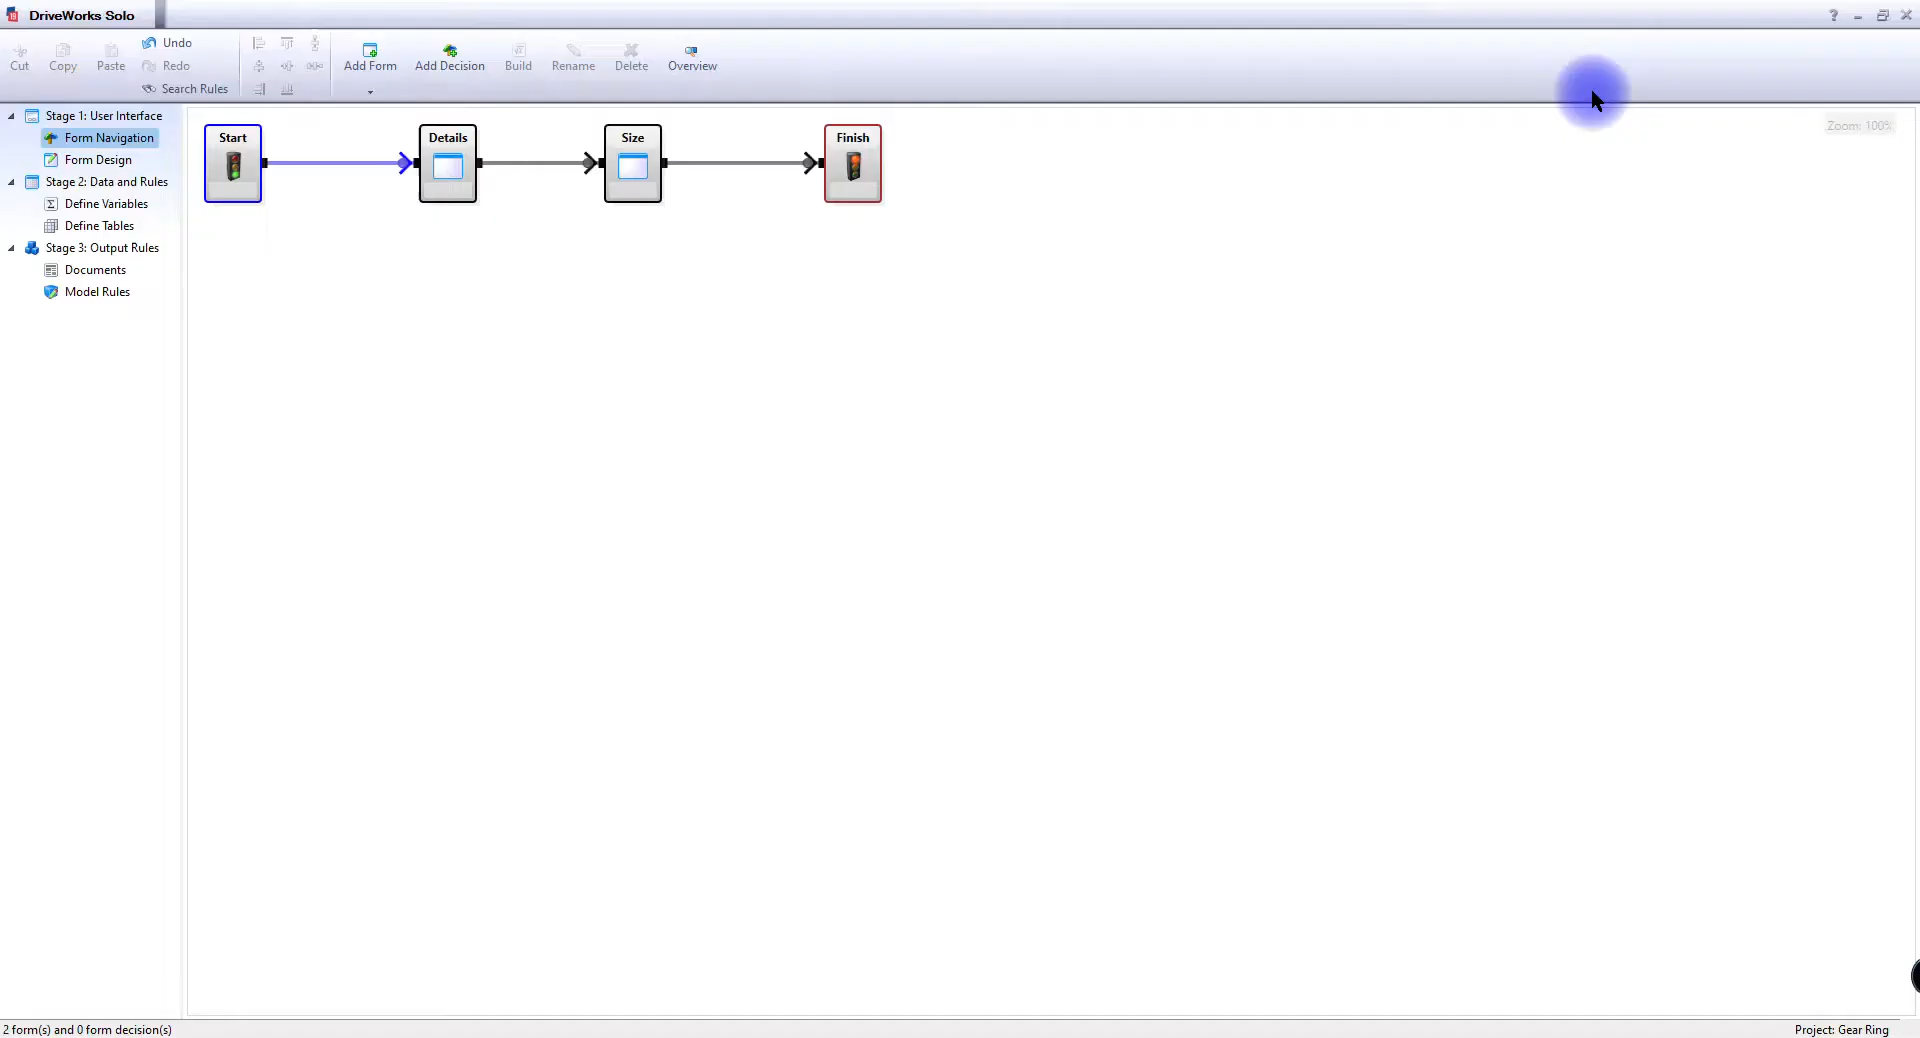 DriveWorks Solo
?
Cut
Copy
Paste
Undo
Redo
Search Rules
Add Form
Add Decision
Build
Rename
Delete
Overview
Stage 1: User Interface
Form Navigation
Form Design
Stage 2: Data and Rules
Define Variables
Define Tables
Stage 3: Output Rules
Documents
Model Rules
Start
Details
Size
Finish
Zoom: 100%
2 form(s) and 0 form decision(s)
Project: Gear Ring